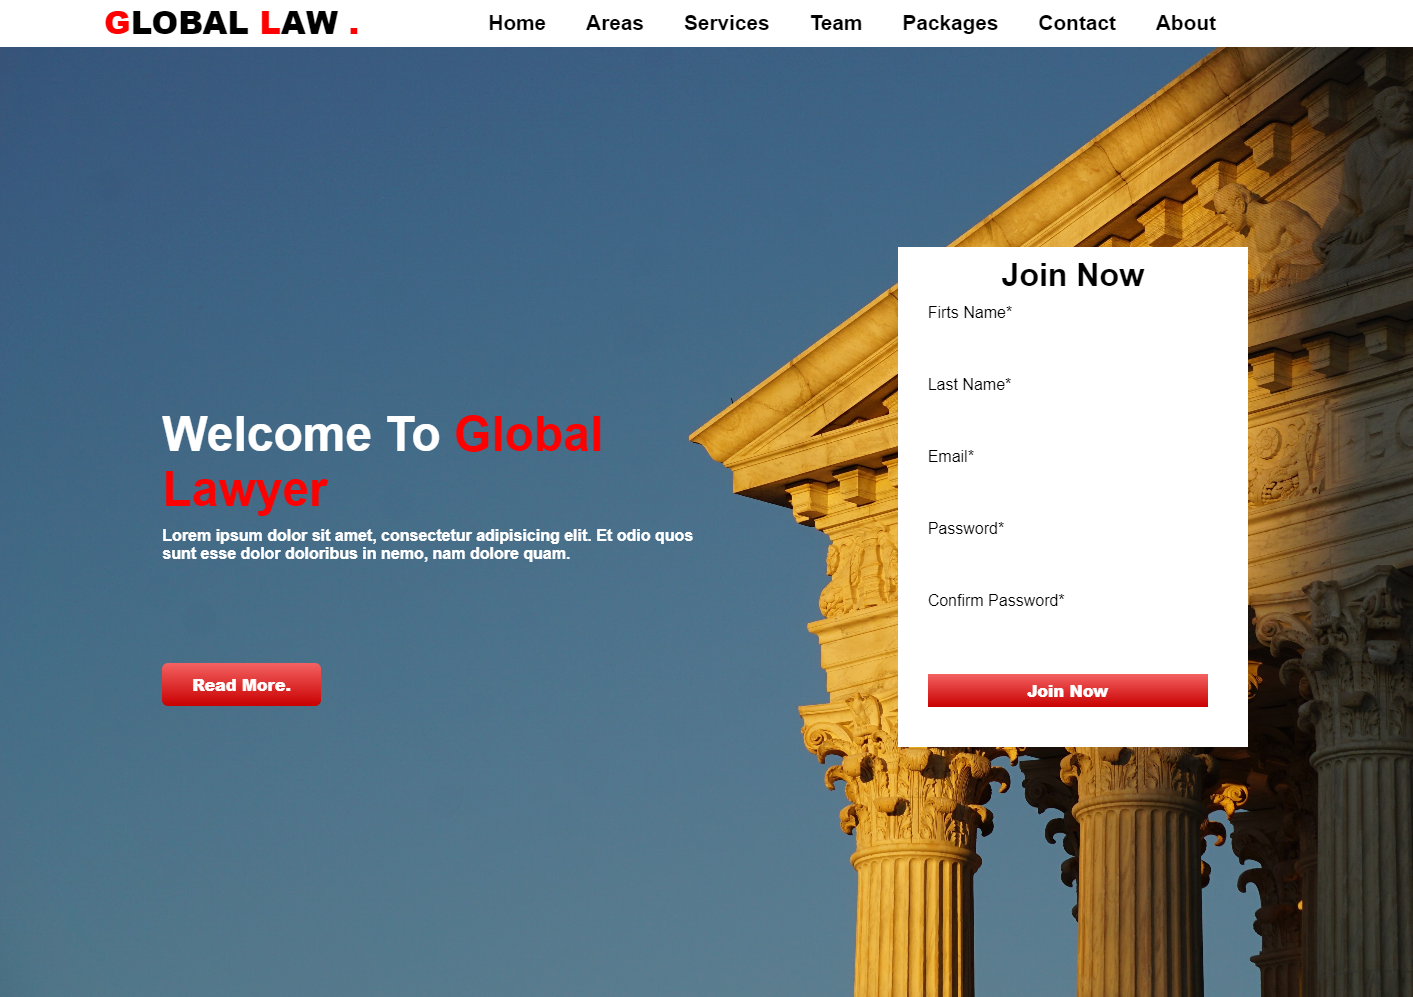 GLOBAL LAW .
Home Areas Services Team Packages Contact About
Welcome To Global
Lawyer
Lorem ipsum dolor sit amet, consectetur adipisicing elit. Et odio quos
sunt esse dolor doloribus in nemo, nam dolore quam.
Read More.
Join Now
Firts Name*
Last Name*
Email*
Password*
Confirm Password*
Join Now